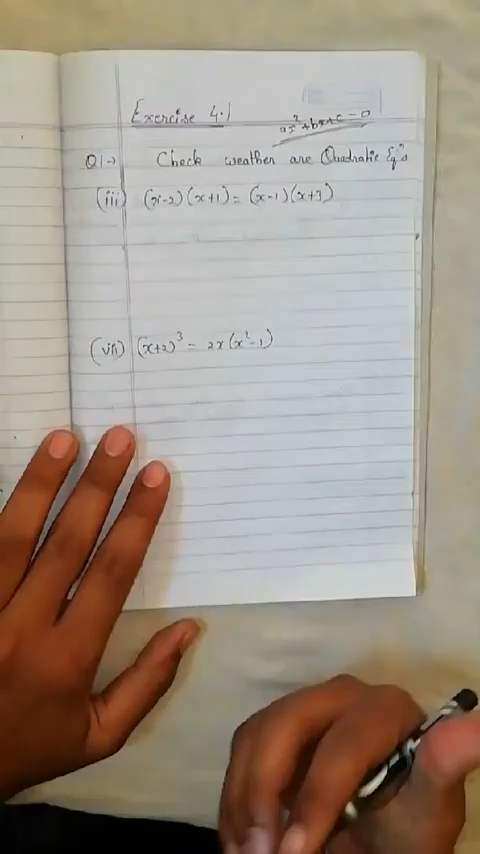 Exercise 4.1
ax²+bx+c=0
Q1-> Check weather are Quadratic Eqⁿs
(iii) (x-2)(x+1)=(x-1)(x+3)
(vii) (x+2)³ = 2x(x²-1)